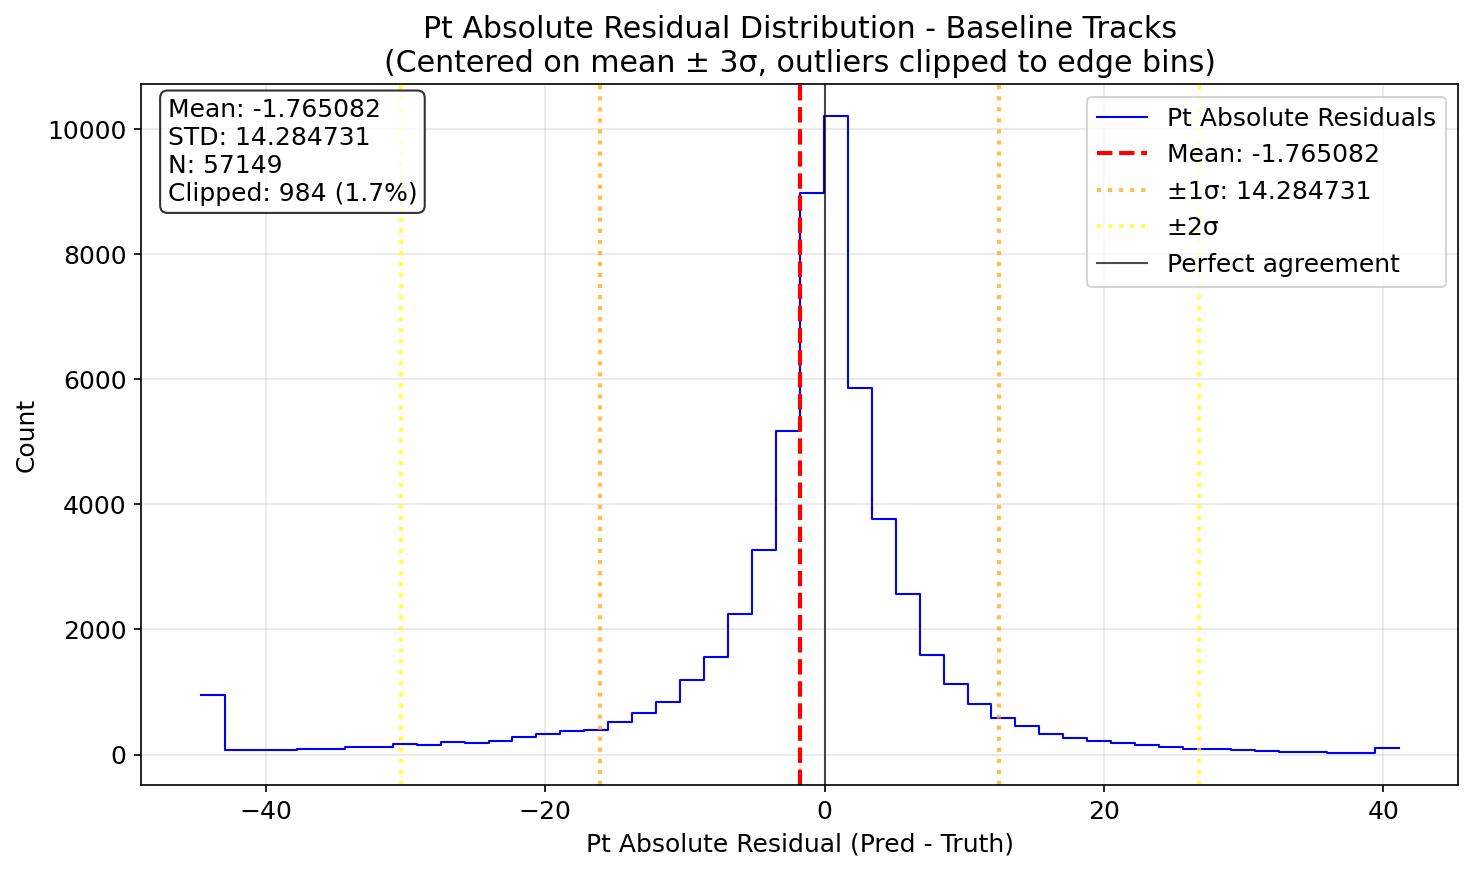 Pt Absolute Residual Distribution - Baseline Tracks
(Centered on mean ± 3σ, outliers clipped to edge bins)
Mean: -1.765082
STD: 14.284731
N: 57149
Clipped: 984 (1.7%)
Pt Absolute Residuals
Mean: -1.765082
±1σ: 14.284731
±2σ
Perfect agreement
10000
8000
6000
4000
2000
0
Count
−40
−20
0
20
40
Pt Absolute Residual (Pred - Truth)